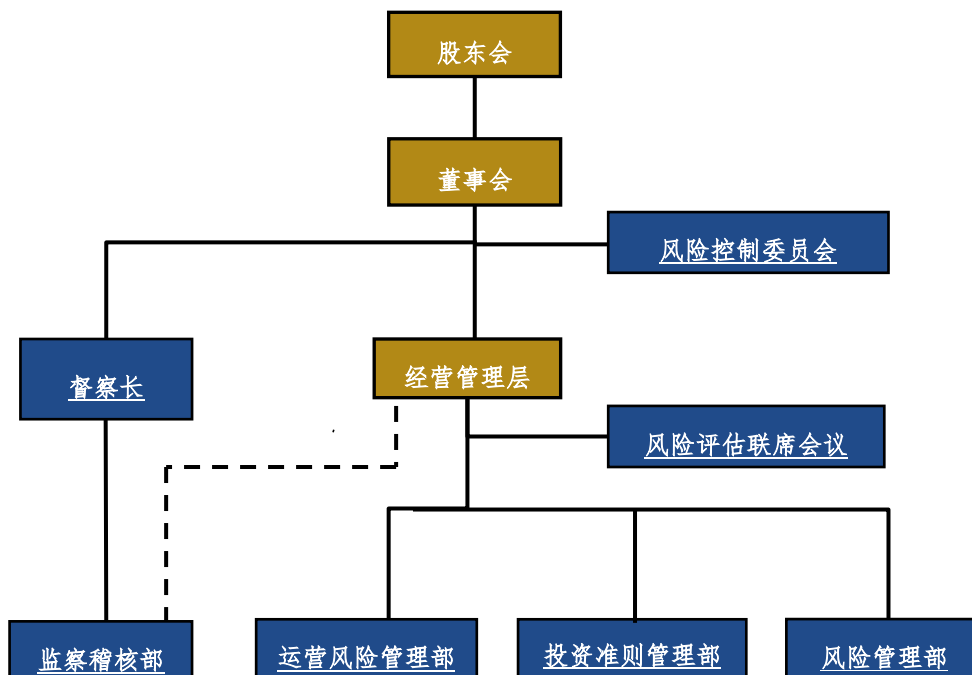 股东会
董事会
风险控制委员会
督察长
经营管理层
风险评估联席会议
监察稽核部
运营风险管理部
投资准则管理部
风险管理部